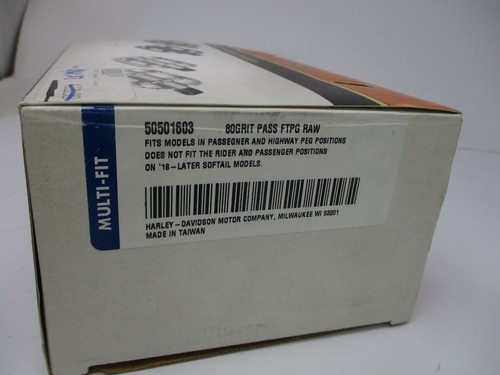 50501603 80GRIT PASS FTPG RAW
FITS MODELS IN PASSEGNER AND HIGHWAY PEG POSITIONS
DOES NOT FIT THE RIDER AND PASSENGER POSITIONS
ON '18-LATER SOFTAIL MODELS.
HARLEY-DAVIDSON MOTOR COMPANY, MILWAUKEE WI 53201
MADE IN TAIWAN
MULTI-FIT